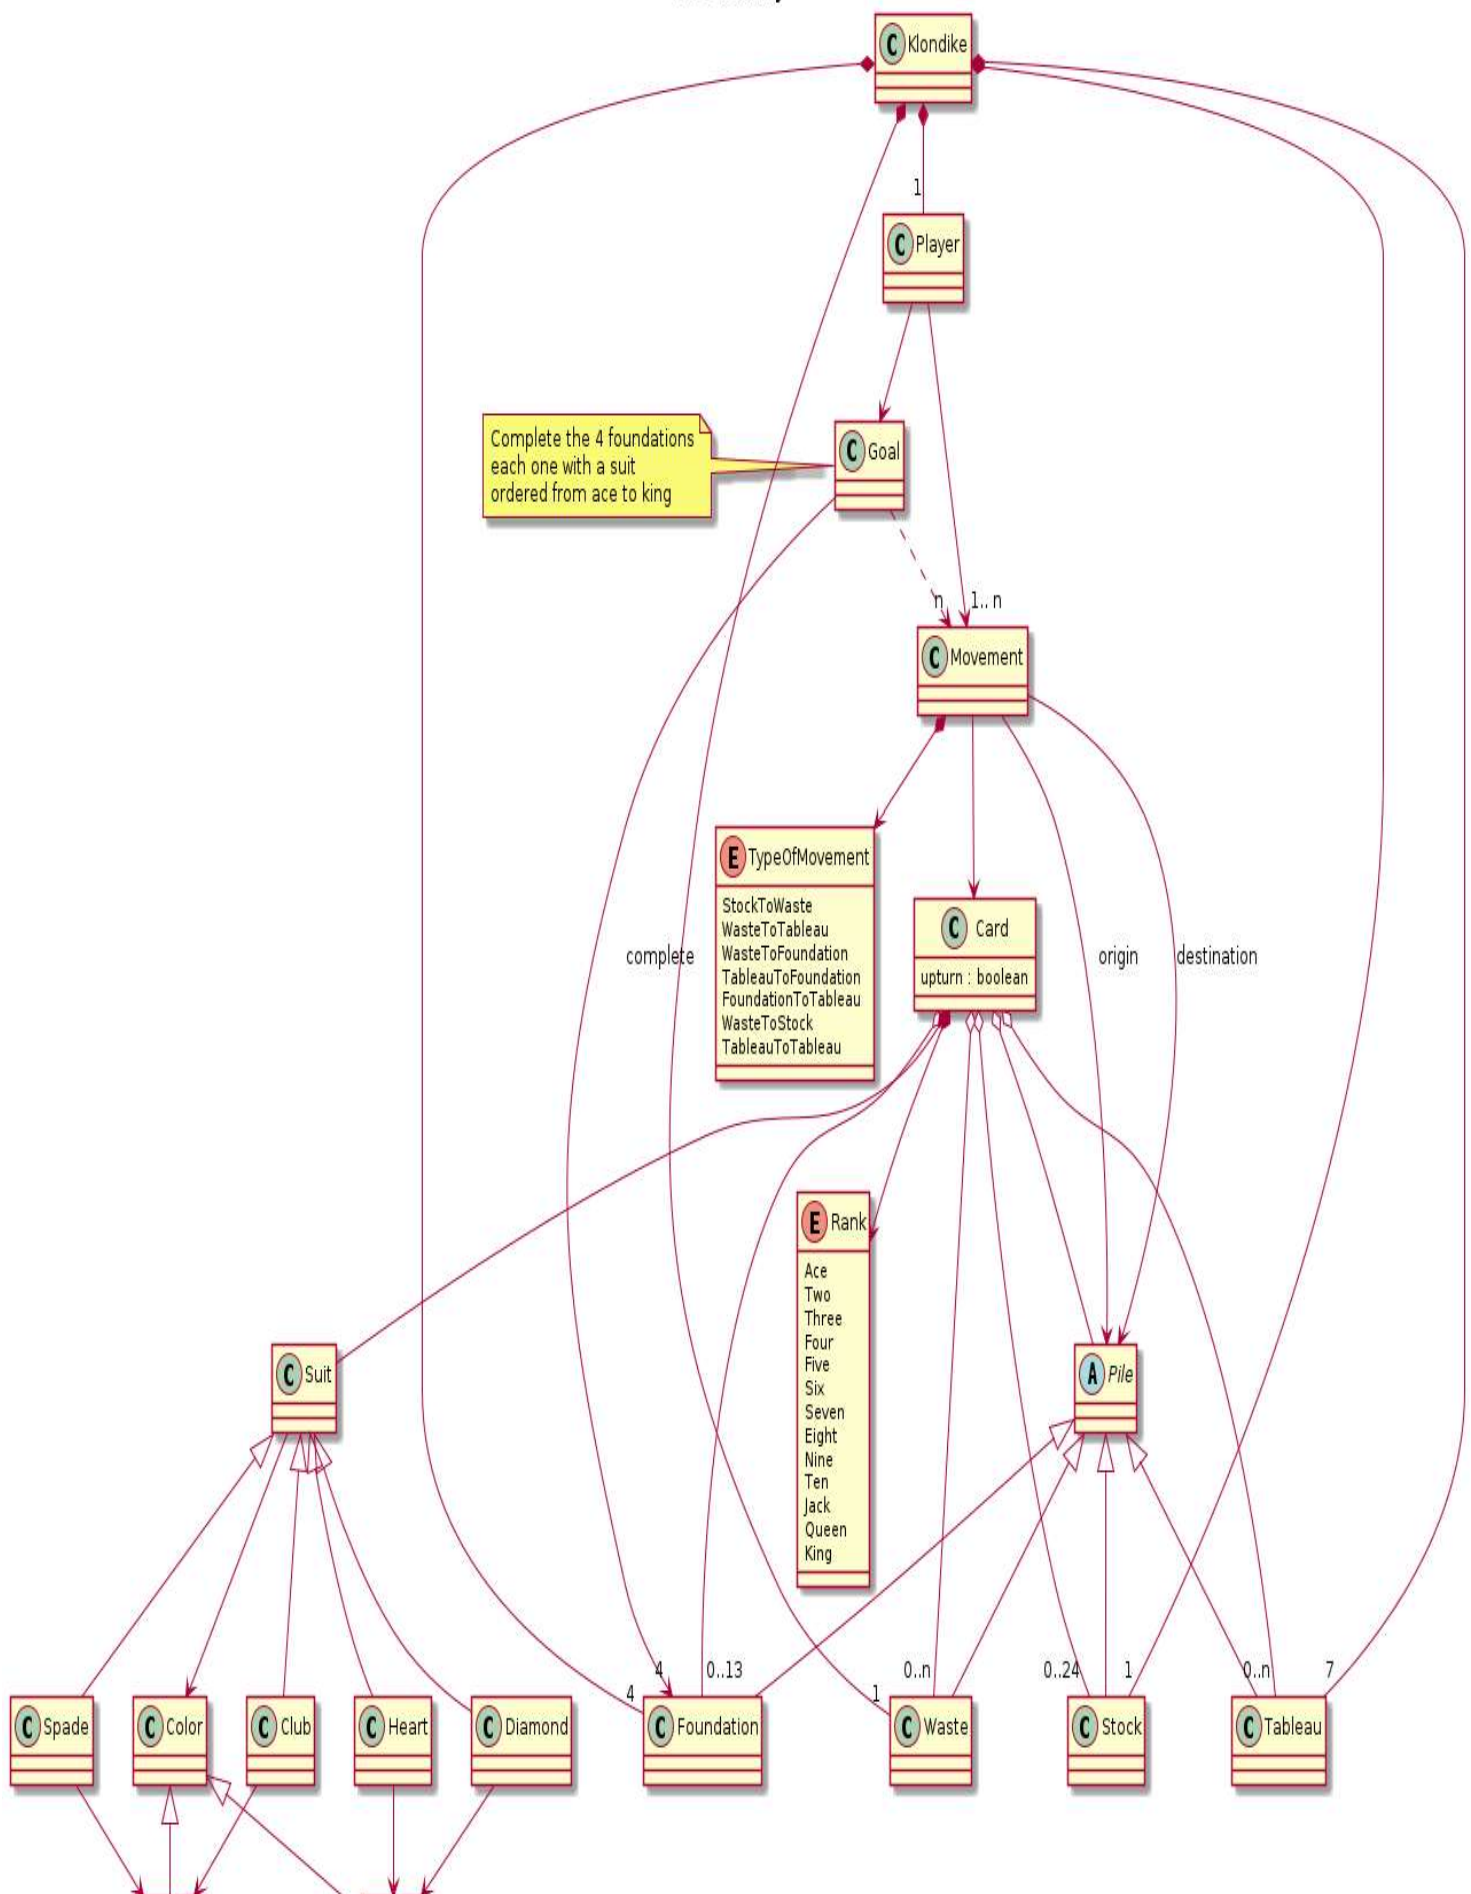 C Klondike
1
C Player
Complete the 4 foundations
each one with a suit
ordered from ace to king
C Goal
n
1.. n
C Movement
E TypeOfMovement
StockToWaste
WasteToTableau
WasteToFoundation
TableauToFoundation
FoundationToTableau
WasteToStock
TableauToTableau
C Card
upturn : boolean
complete
origin
destination
E Rank
Ace
Two
Three
Four
Five
Six
Seven
Eight
Nine
Ten
Jack
Queen
King
C Suit
A Pile
4
4
0..13
1
0..n
0..24
1
0..n
7
C Spade
C Color
C Club
C Heart
C Diamond
C Foundation
C Waste
C Stock
C Tableau